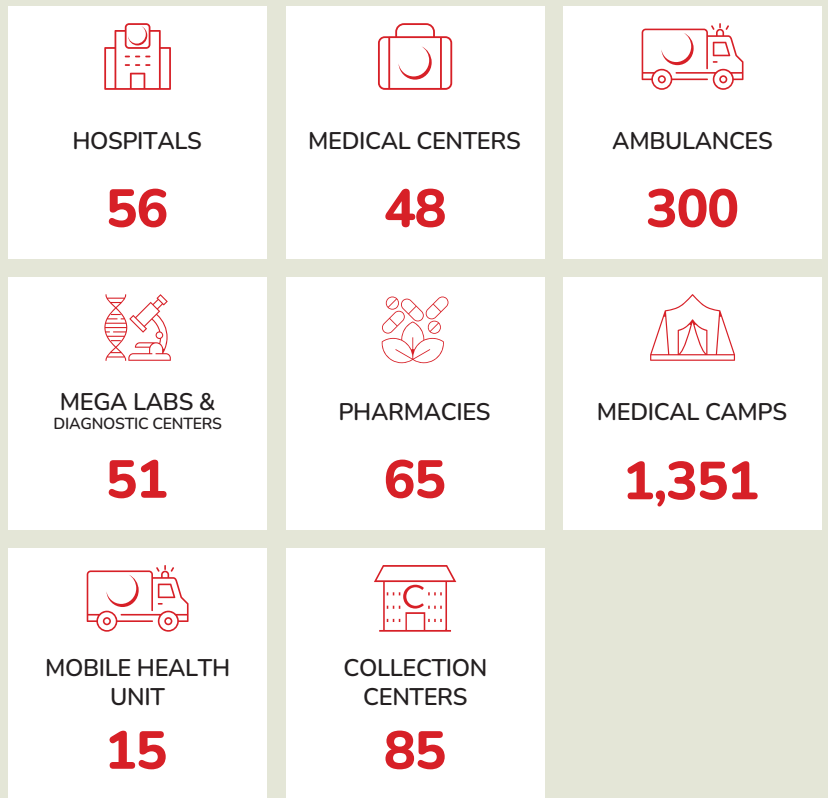 HOSPITALS
56
MEDICAL CENTERS
48
AMBULANCES
300
MEGA LABS &
DIAGNOSTIC CENTERS
51
PHARMACIES
65
MEDICAL CAMPS
1,351
MOBILE HEALTH
UNIT
15
COLLECTION
CENTERS
85